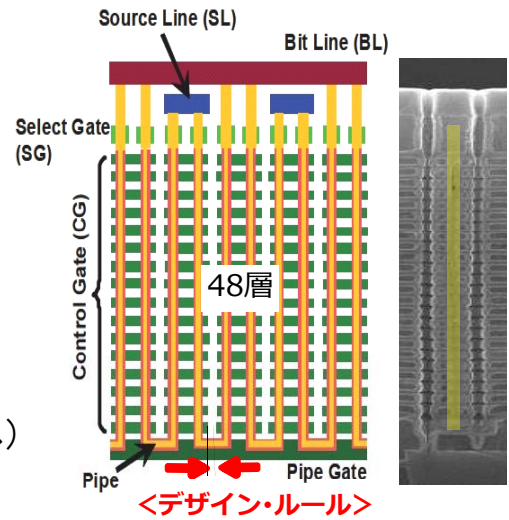 Source Line (SL)
Bit Line (BL)
Select Gate
(SG)
Control Gate (CG)
48層
Pipe
Pipe Gate
<デザイン・ルール>